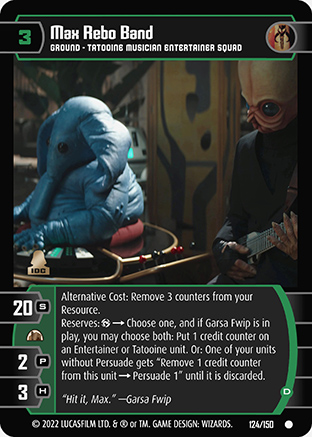 3
Max Rebo Band
GROUND - TATOOINE MUSICIAN ENTERTAINER SQUAD
IBC
20 S
2 P
3 H
Alternative Cost: Remove 3 counters from your
Resource.
Reserves: → Choose one, and if Garsa Fwip is in
play, you may choose both: Put 1 credit counter on
an Entertainer or Tatooine unit. Or: One of your units
without Persuade gets “Remove 1 credit counter
from this unit → Persuade 1” until it is discarded.
“Hit it, Max.” —Garsa Fwip
D
© 2022 LUCASFILM LTD. & ® or TM. GAME DESIGN: WIZARDS.
124/150